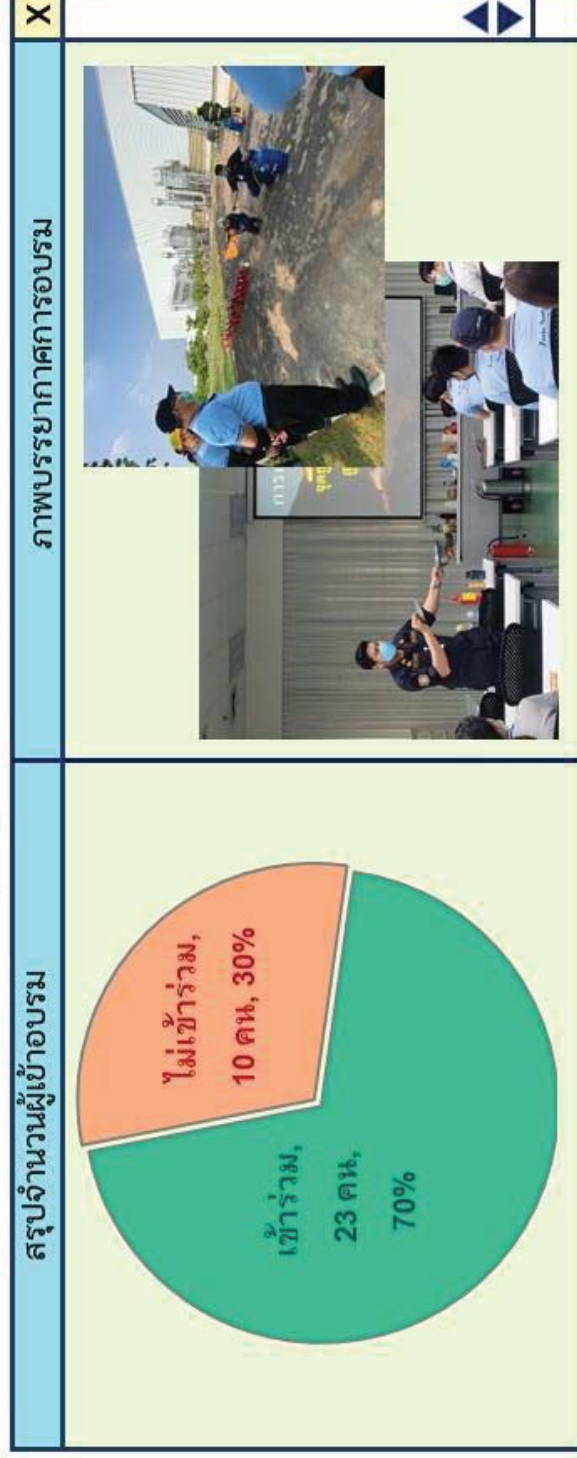 สรุปจำนวนผู้เข้าอบรม
ไม่เข้าร่วม,
10 คน, 30%
เข้าร่วม,
23 คน,
70%
ภาพบรรยากาศการอบรม
X